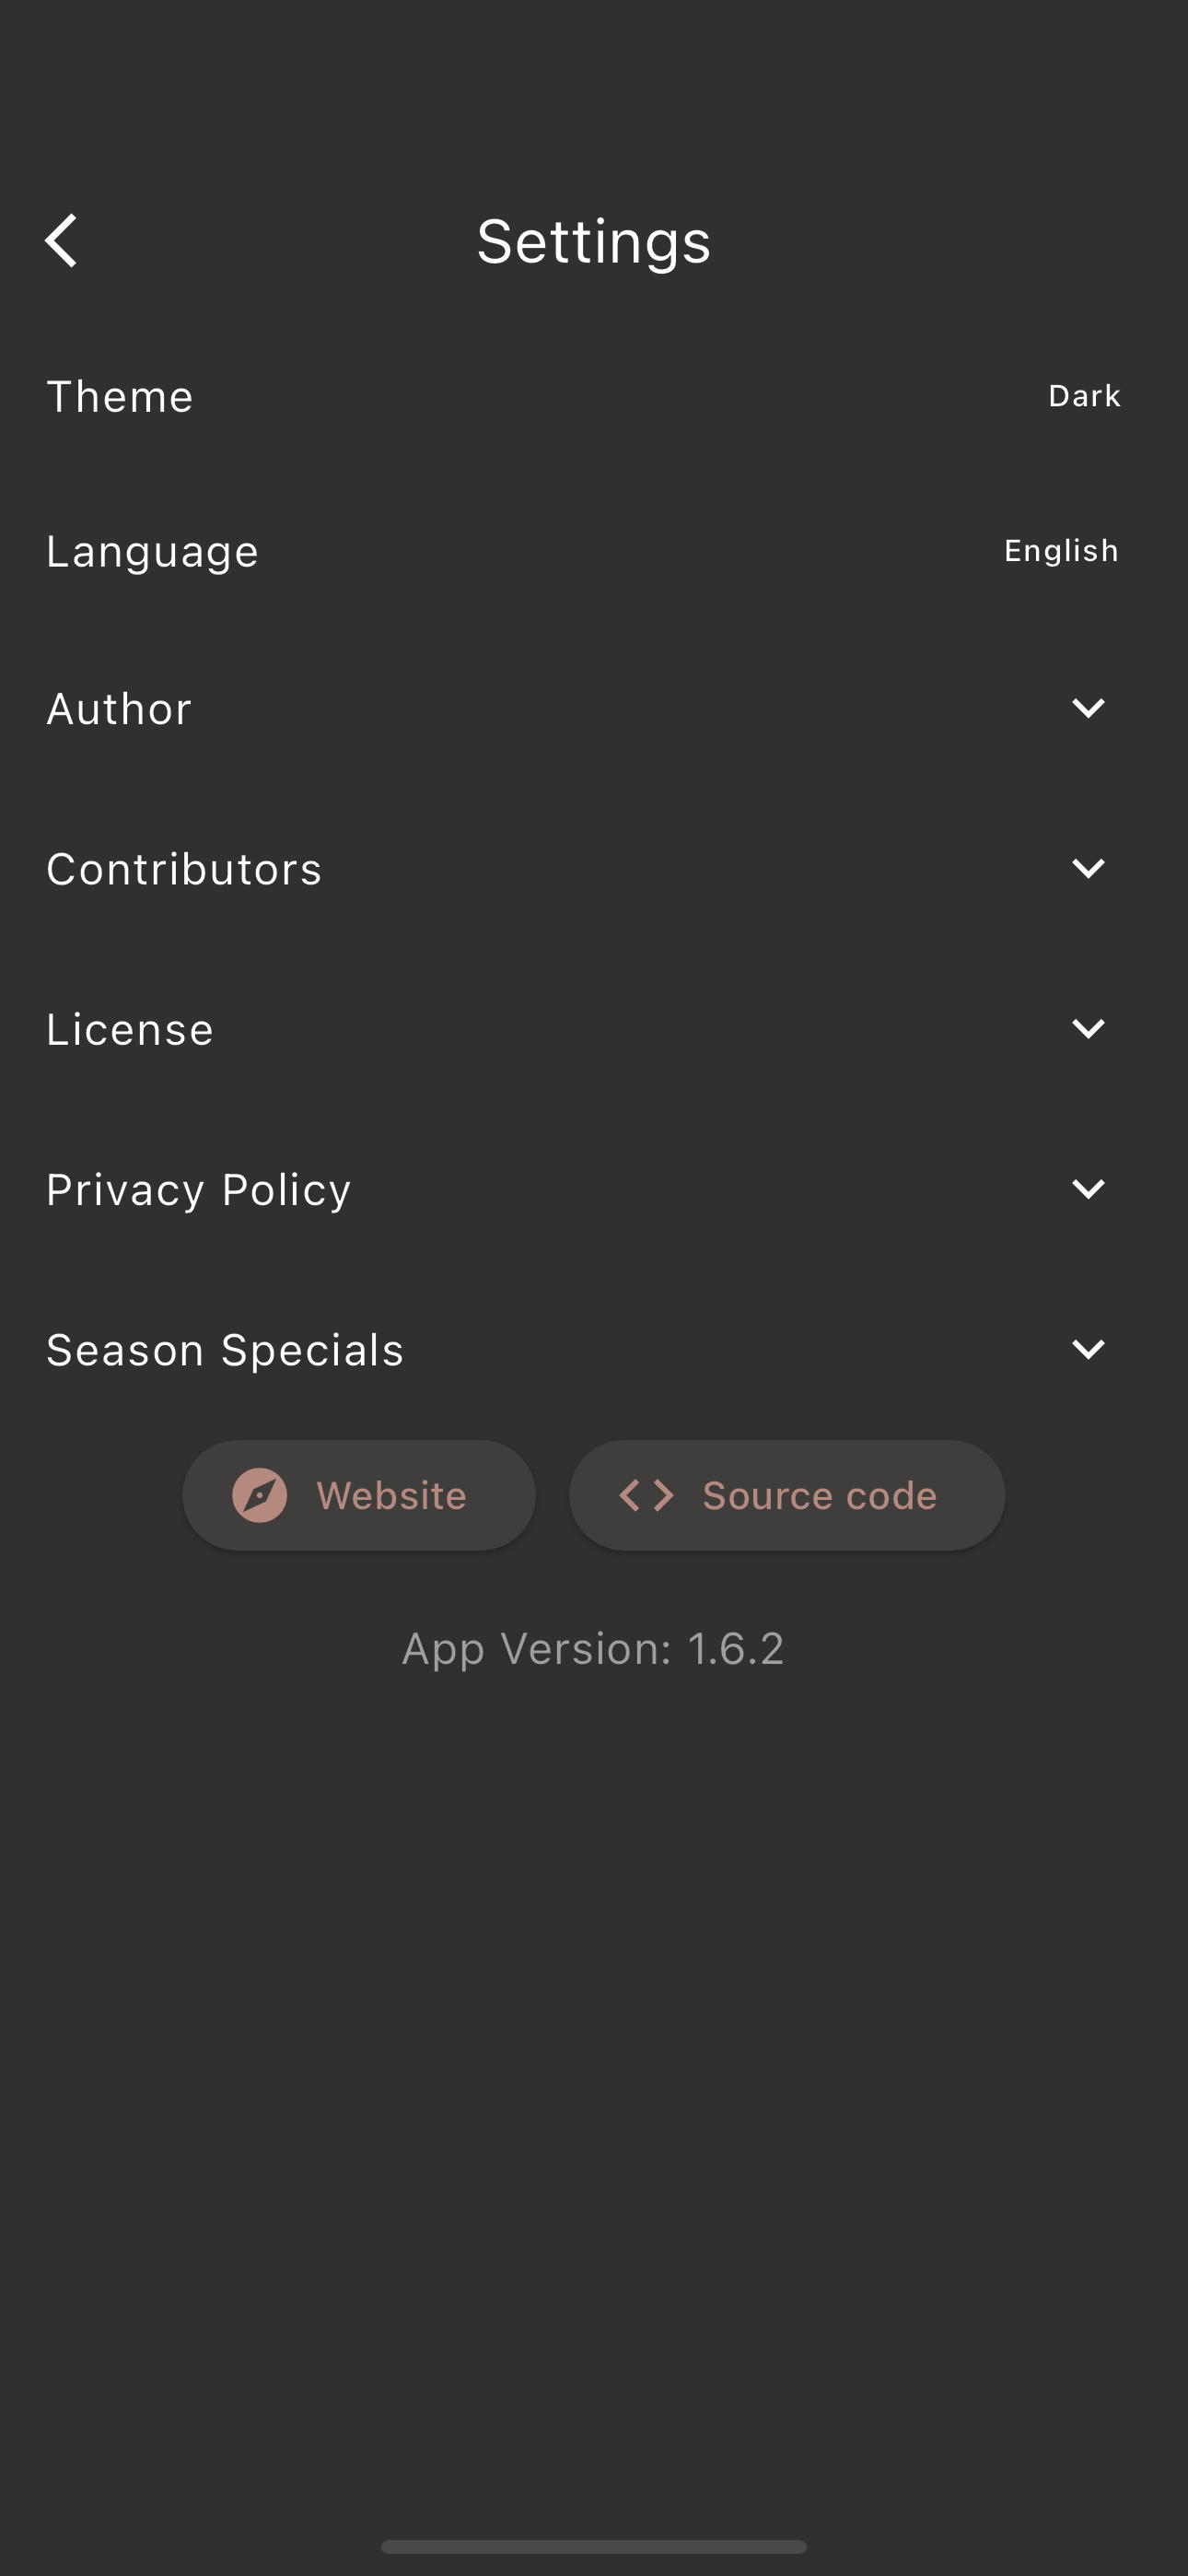 Settings
Theme Dark
Language English
Author
Contributors
License
Privacy Policy
Season Specials
Website Source code
App Version: 1.6.2